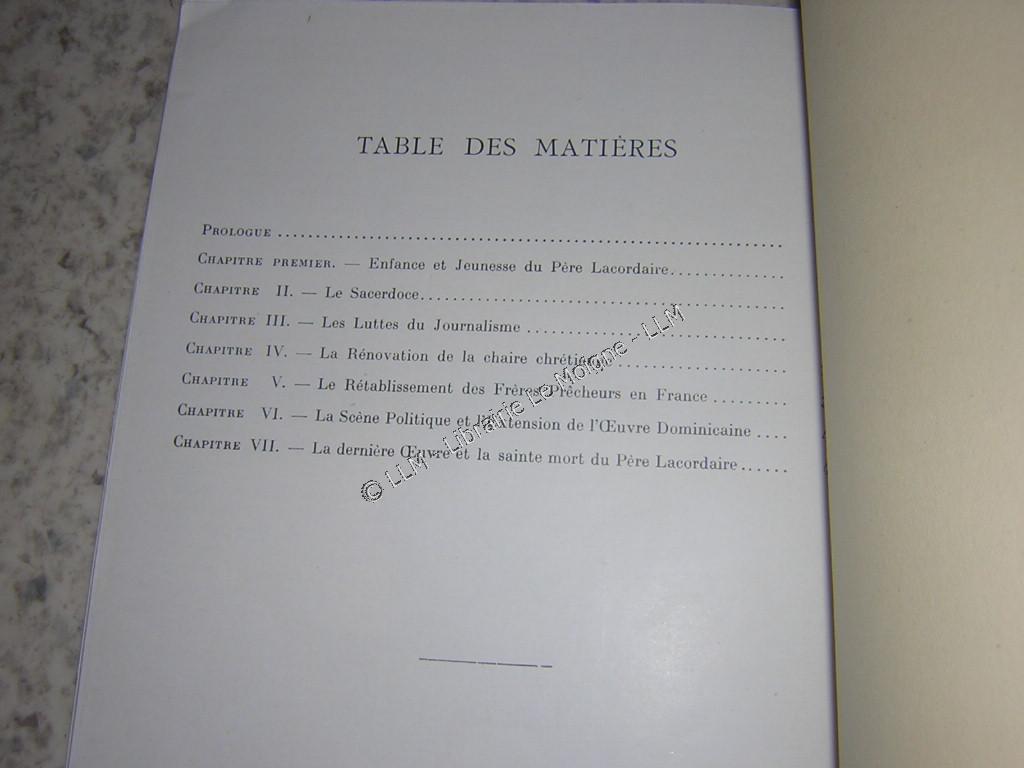 TABLE DES MATIÈRES
PROLOGUE ..........
CHAPITRE PREMIER. — Enfance et Jeunesse du Père Lacordaire..........
CHAPITRE II. — Le Sacerdoce..........
CHAPITRE III. — Les Luttes du Journalisme ..........
CHAPITRE IV. — La Rénovation de la chaire chrétienne ..........
CHAPITRE V. — Le Rétablissement des Frères Prêcheurs en France ..........
CHAPITRE VI. — La Scène Politique et l'Extension de l'Œuvre Dominicaine ....
CHAPITRE VII. — La dernière Œuvre et la sainte mort du Père Lacordaire......
© LLM - Librairie Le Moigne - LLM